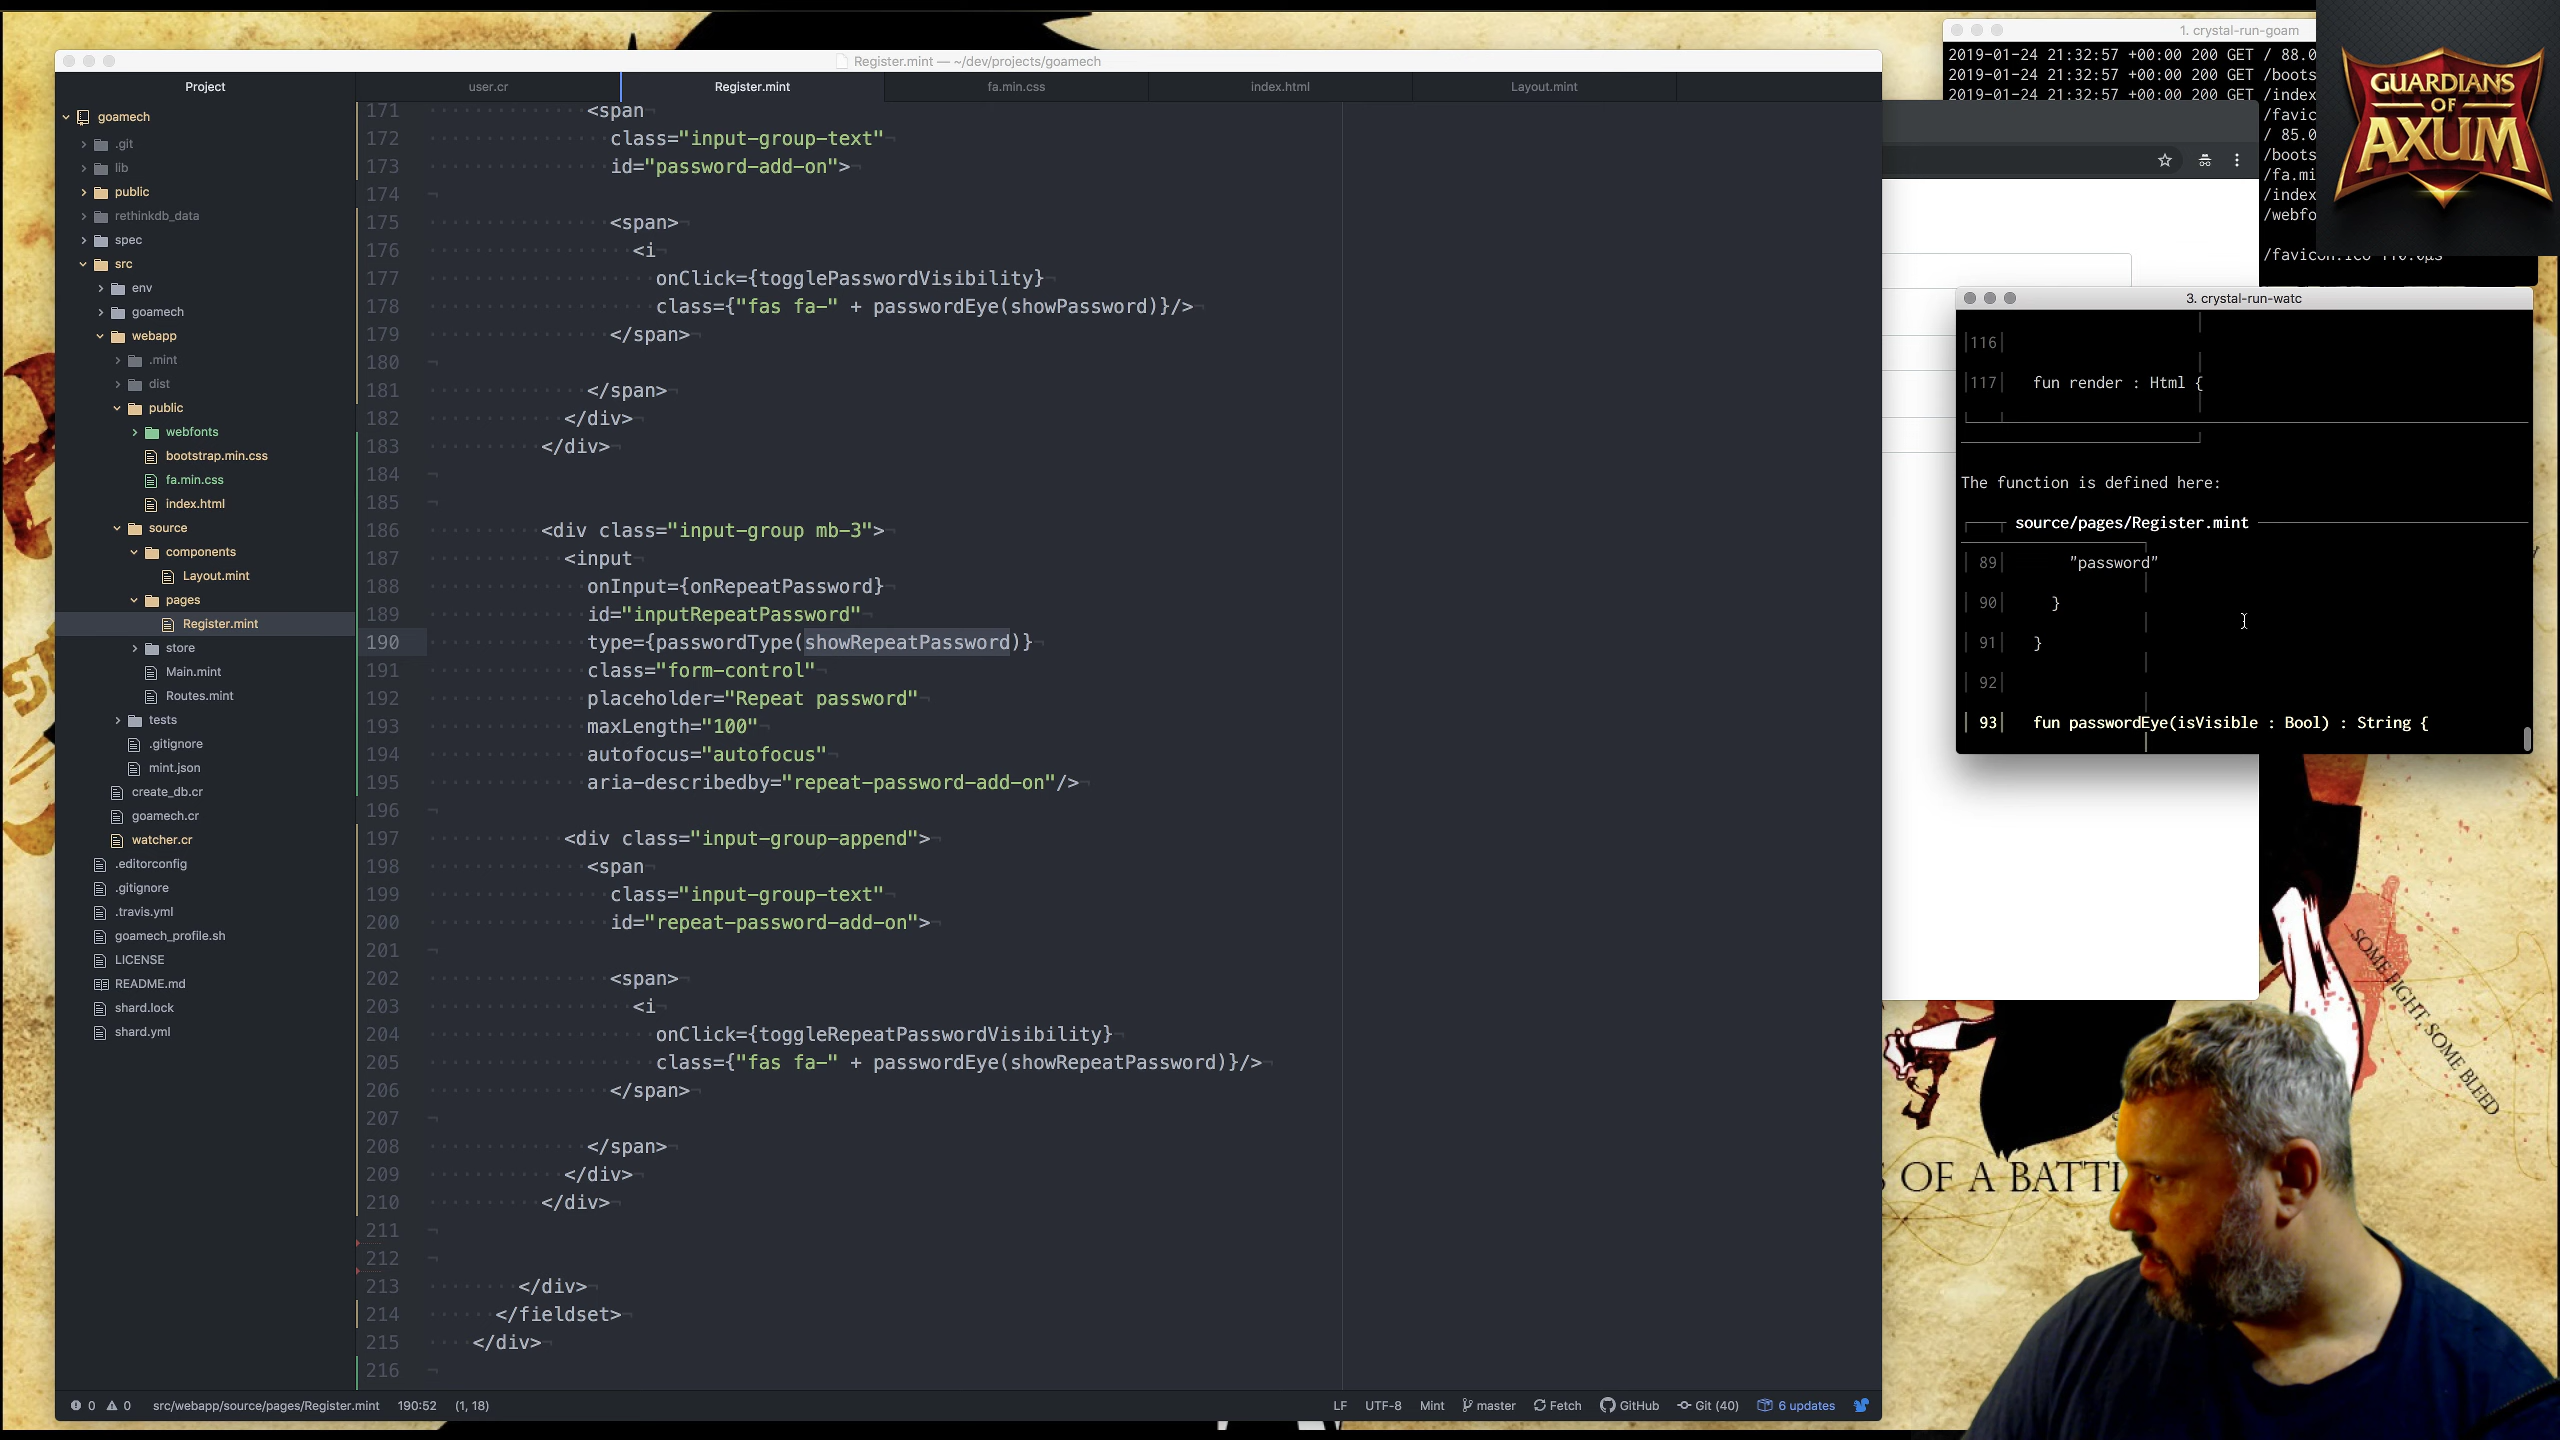 Register.mint — ~/dev/projects/goamech
Project
user.cr
Register.mint
fa.min.css
index.html
Layout.mint
goamech
.git
lib
public
rethinkdb_data
spec
src
env
goamech
webapp
.mint
dist
public
webfonts
bootstrap.min.css
fa.min.css
index.html
source
components
Layout.mint
pages
Register.mint
store
Main.mint
Routes.mint
tests
.gitignore
mint.json
create_db.cr
goamech.cr
watcher.cr
.editorconfig
.gitignore
.travis.yml
goamech_profile.sh
LICENSE
README.md
shard.lock
shard.yml
171 <span
172 class="input-group-text"
173 id="password-add-on">
174
175 <span>
176 <i
177 onClick={togglePasswordVisibility}
178 class={"fas fa-" + passwordEye(showPassword)}/>
179 </span>
180
181 </span>
182 </div>
183 </div>
184
185
186 <div class="input-group mb-3">
187 <input
188 onInput={onRepeatPassword}
189 id="inputRepeatPassword"
190 type={passwordType(showRepeatPassword)}
191 class="form-control"
192 placeholder="Repeat password"
193 maxLength="100"
194 autofocus="autofocus"
195 aria-describedby="repeat-password-add-on"/>
196
197 <div class="input-group-append">
198 <span
199 class="input-group-text"
200 id="repeat-password-add-on">
201
202 <span>
203 <i
204 onClick={toggleRepeatPasswordVisibility}
205 class={"fas fa-" + passwordEye(showRepeatPassword)}/>
206 </span>
207
208 </span>
209 </div>
210 </div>
211
212
213 </div>
214 </fieldset>
215 </div>
216
0 0 src/webapp/source/pages/Register.mint 190:52 (1, 18)
LF UTF-8 Mint master Fetch GitHub Git (40) 6 updates
1. crystal-run-goam
2019-01-24 21:32:57 +00:00 200 GET / 88.0
2019-01-24 21:32:57 +00:00 200 GET /boots
2019-01-24 21:32:57 +00:00 200 GET /index
/favic
/ 85.0
/boots
/fa.mi
/index
/webfo
GUARDIANS
OF
AXUM
3. crystal-run-watc
116
117 fun render : Html {
The function is defined here:
source/pages/Register.mint
89 "password"
90 }
91 }
92
93 fun passwordEye(isVisible : Bool) : String {
SOME FIGHT, SOME BLEED
OF A BATTL